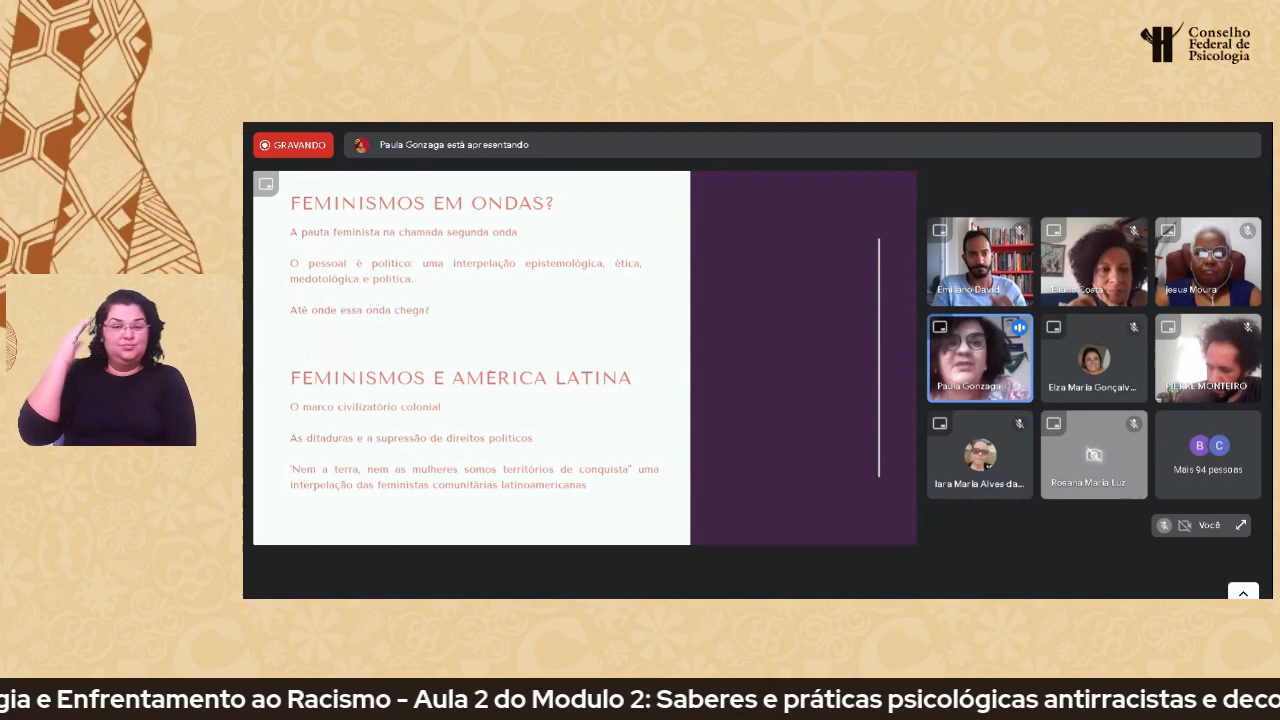 Conselho
Federal de
Psicologia
GRAVANDO
Paula Gonzaga está apresentando
FEMINISMOS EM ONDAS?
A pauta feminista na chamada segunda onda
O pessoal é político: uma interpelação epistemológica, ética,
medotológica e política.
Até onde essa onda chega?
FEMINISMOS E AMÉRICA LATINA
O marco civilizatório colonial
As ditaduras e a supressão de direitos políticos
'Nem a terra, nem as mulheres somos territórios de conquista" uma
interpelação das feministas comunitárias latinoamericanas
Emiliano David
Eliane Costa
jesus Moura
Paula Gonzaga
Elza Maria Gonçalv...
PIERRE MONTEIRO
Iara Maria Alves da...
Rosana Maria Luz
B C
Mais 94 pessoas
Você
gia e Enfrentamento ao Racismo - Aula 2 do Modulo 2: Saberes e práticas psicológicas antirracistas e deco